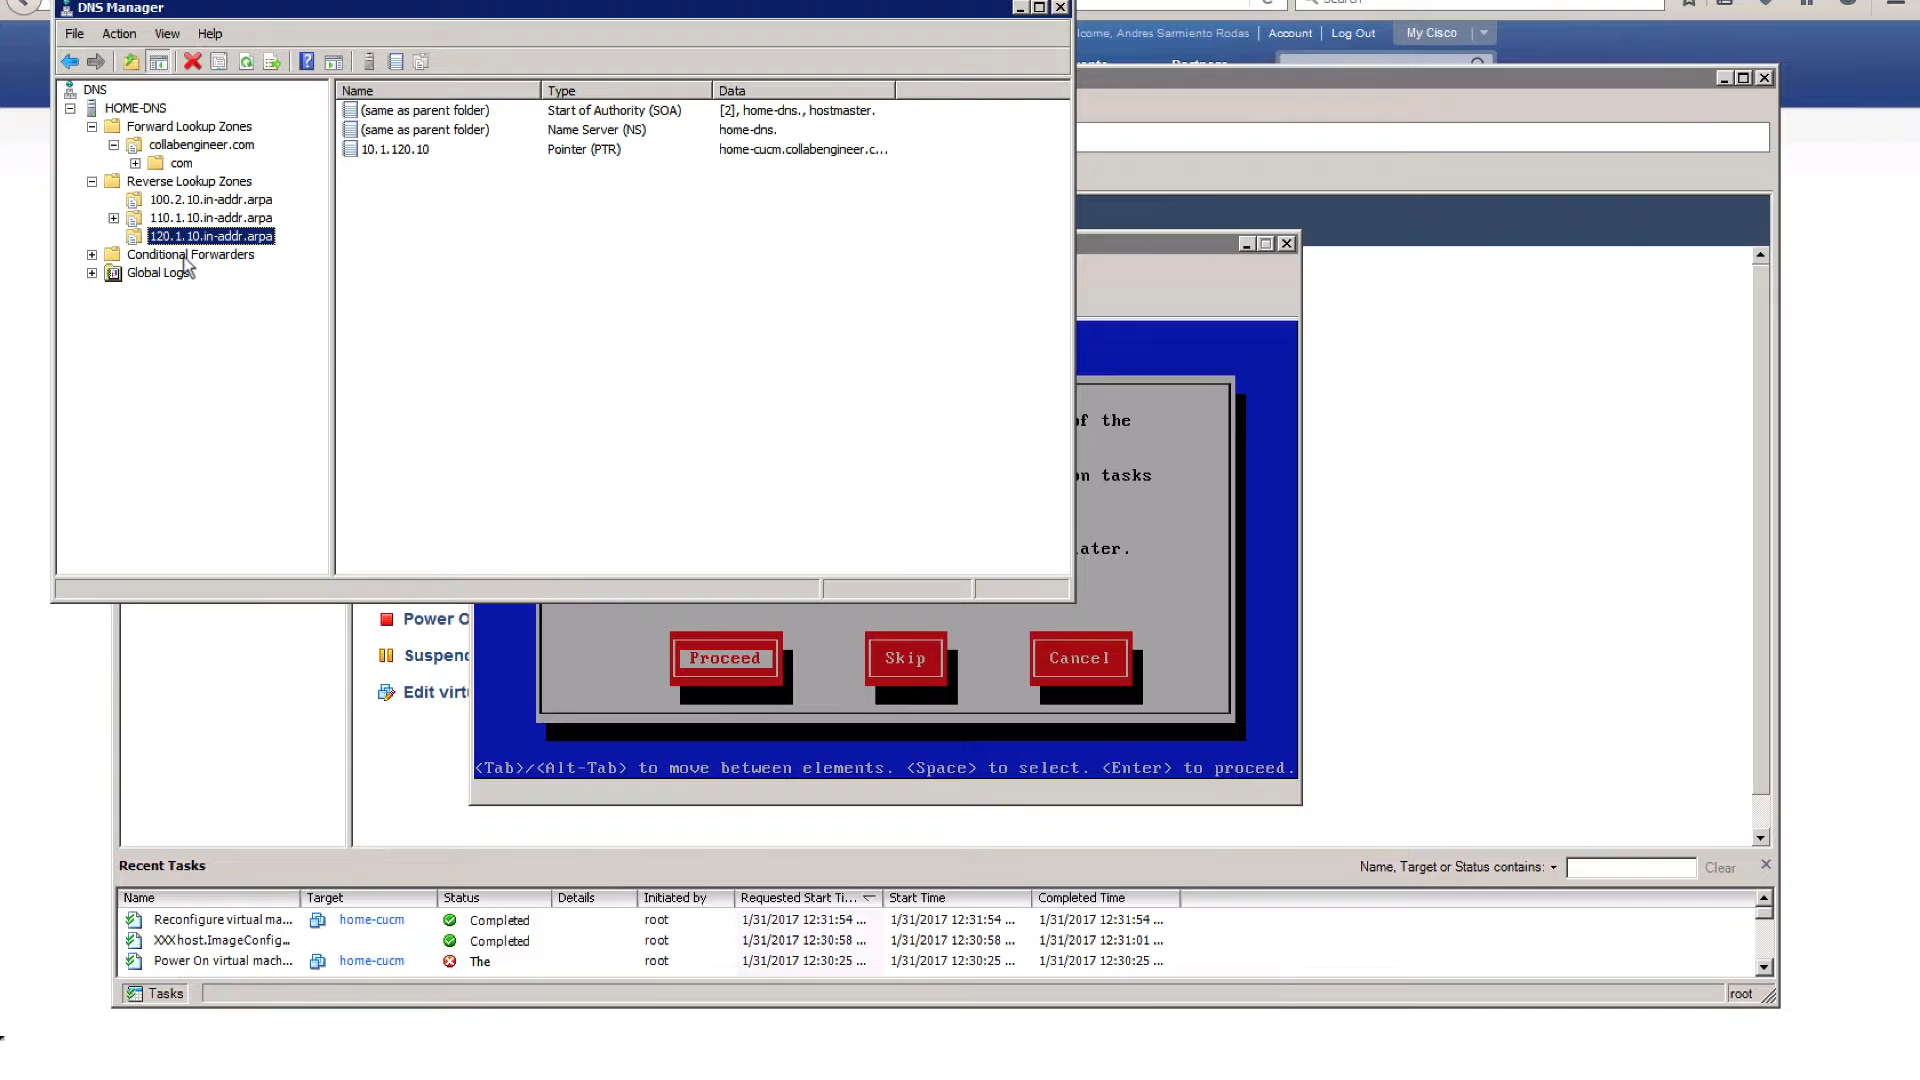 DNS Manager
File Action View Help
DNS
HOME-DNS
Forward Lookup Zones
collabengineer.com
com
Reverse Lookup Zones
100.2.10.in-addr.arpa
110.1.10.in-addr.arpa
120.1.10.in-addr.arpa
Conditional Forwarders
Global Logs
Name Type Data
(same as parent folder) Start of Authority (SOA) [2], home-dns., hostmaster.
(same as parent folder) Name Server (NS) home-dns.
10.1.120.10 Pointer (PTR) home-cucm.collabengineer.c...
Search
lcome, Andres Sarmiento Rodas Account Log Out My Cisco
of the
on tasks
later.
Proceed Skip Cancel
<Tab>/<Alt-Tab> to move between elements. <Space> to select. <Enter> to proceed.
Power O
Suspend
Edit virtu
Recent Tasks
Name, Target or Status contains: Clear
Name Target Status Details Initiated by Requested Start Ti... Start Time Completed Time
Reconfigure virtual ma... home-cucm Completed root 1/31/2017 12:31:54 ... 1/31/2017 12:31:54 ... 1/31/2017 12:31:54 ...
XXXhost.ImageConfig... Completed root 1/31/2017 12:30:58 ... 1/31/2017 12:30:58 ... 1/31/2017 12:31:01 ...
Power On virtual mach... home-cucm The root 1/31/2017 12:30:25 ... 1/31/2017 12:30:25 ... 1/31/2017 12:30:25 ...
Tasks root